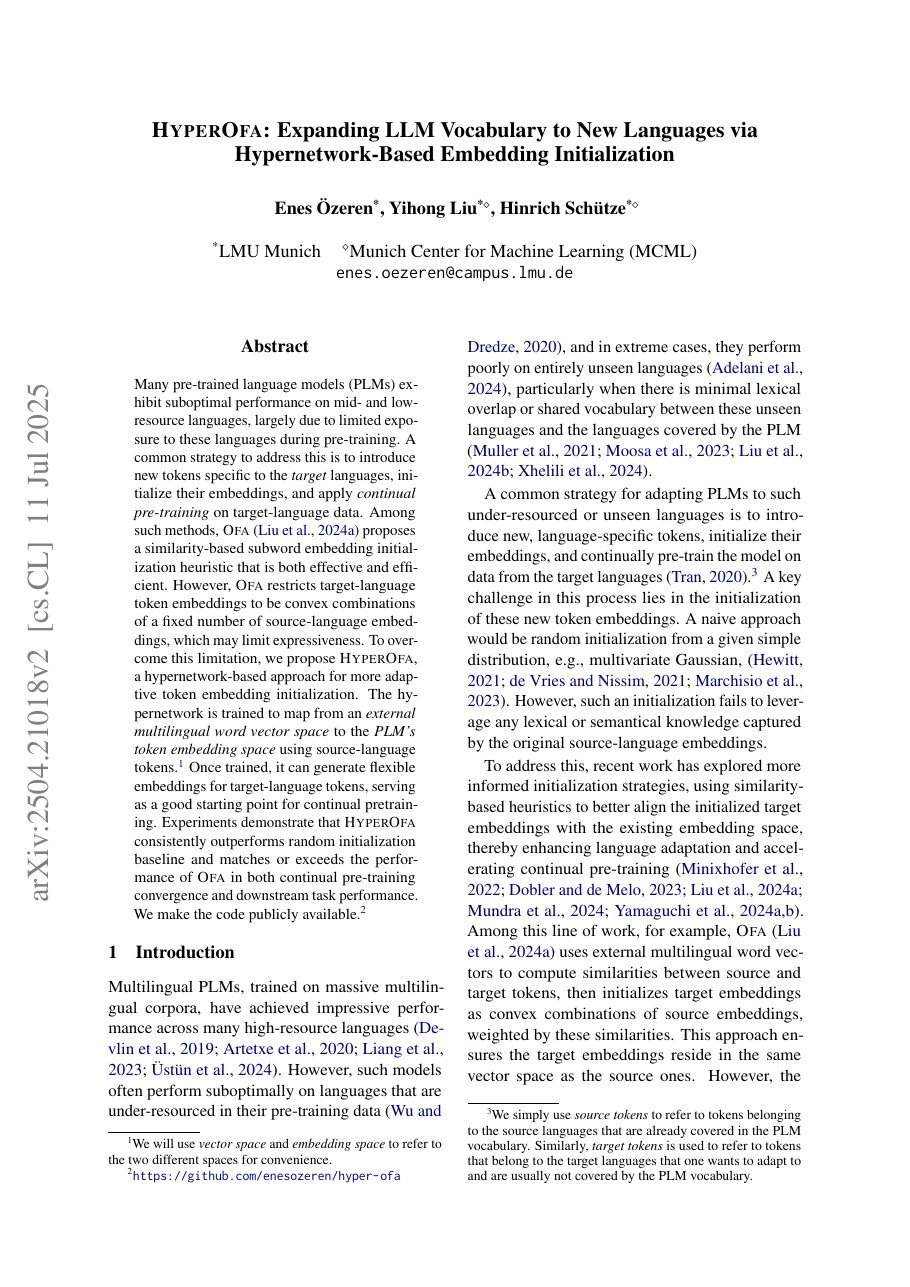 HYPEROFA: Expanding LLM Vocabulary to New Languages via
Hypernetwork-Based Embedding Initialization
Enes Özeren*, Yihong Liu*⋄, Hinrich Schütze*⋄
*LMU Munich ⋄Munich Center for Machine Learning (MCML)
enes.oezeren@campus.lmu.de
arXiv:2504.21018v2 [cs.CL] 11 Jul 2025
Abstract
Many pre-trained language models (PLMs) ex-
hibit suboptimal performance on mid- and low-
resource languages, largely due to limited expo-
sure to these languages during pre-training. A
common strategy to address this is to introduce
new tokens specific to the target languages, ini-
tialize their embeddings, and apply continual
pre-training on target-language data. Among
such methods, OFA (Liu et al., 2024a) proposes
a similarity-based subword embedding initial-
ization heuristic that is both effective and effi-
cient. However, OFA restricts target-language
token embeddings to be convex combinations
of a fixed number of source-language embed-
dings, which may limit expressiveness. To over-
come this limitation, we propose HYPEROFA,
a hypernetwork-based approach for more adap-
tive token embedding initialization. The hy-
pernetwork is trained to map from an external
multilingual word vector space to the PLM's
token embedding space using source-language
tokens.1 Once trained, it can generate flexible
embeddings for target-language tokens, serving
as a good starting point for continual pretrain-
ing. Experiments demonstrate that HYPEROFA
consistently outperforms random initialization
baseline and matches or exceeds the perfor-
mance of OFA in both continual pre-training
convergence and downstream task performance.
We make the code publicly available.2
1 Introduction
Multilingual PLMs, trained on massive multilin-
gual corpora, have achieved impressive perfor-
mance across many high-resource languages (De-
vlin et al., 2019; Artetxe et al., 2020; Liang et al.,
2023; Üstün et al., 2024). However, such models
often perform suboptimally on languages that are
under-resourced in their pre-training data (Wu and
1We will use vector space and embedding space to refer to
the two different spaces for convenience.
2https://github.com/enesozeren/hyper-ofa
Dredze, 2020), and in extreme cases, they perform
poorly on entirely unseen languages (Adelani et al.,
2024), particularly when there is minimal lexical
overlap or shared vocabulary between these unseen
languages and the languages covered by the PLM
(Muller et al., 2021; Moosa et al., 2023; Liu et al.,
2024b; Xhelili et al., 2024).
A common strategy for adapting PLMs to such
under-resourced or unseen languages is to intro-
duce new, language-specific tokens, initialize their
embeddings, and continually pre-train the model on
data from the target languages (Tran, 2020).3 A key
challenge in this process lies in the initialization
of these new token embeddings. A naive approach
would be random initialization from a given simple
distribution, e.g., multivariate Gaussian, (Hewitt,
2021; de Vries and Nissim, 2021; Marchisio et al.,
2023). However, such an initialization fails to lever-
age any lexical or semantical knowledge captured
by the original source-language embeddings.
To address this, recent work has explored more
informed initialization strategies, using similarity-
based heuristics to better align the initialized target
embeddings with the existing embedding space,
thereby enhancing language adaptation and accel-
erating continual pre-training (Minixhofer et al.,
2022; Dobler and de Melo, 2023; Liu et al., 2024a;
Mundra et al., 2024; Yamaguchi et al., 2024a,b).
Among this line of work, for example, OFA (Liu
et al., 2024a) uses external multilingual word vec-
tors to compute similarities between source and
target tokens, then initializes target embeddings
as convex combinations of source embeddings,
weighted by these similarities. This approach en-
sures the target embeddings reside in the same
vector space as the source ones. However, the
3We simply use source tokens to refer to tokens belonging
to the source languages that are already covered in the PLM
vocabulary. Similarly, target tokens is used to refer to tokens
that belong to the target languages that one wants to adapt to
and are usually not covered by the PLM vocabulary.